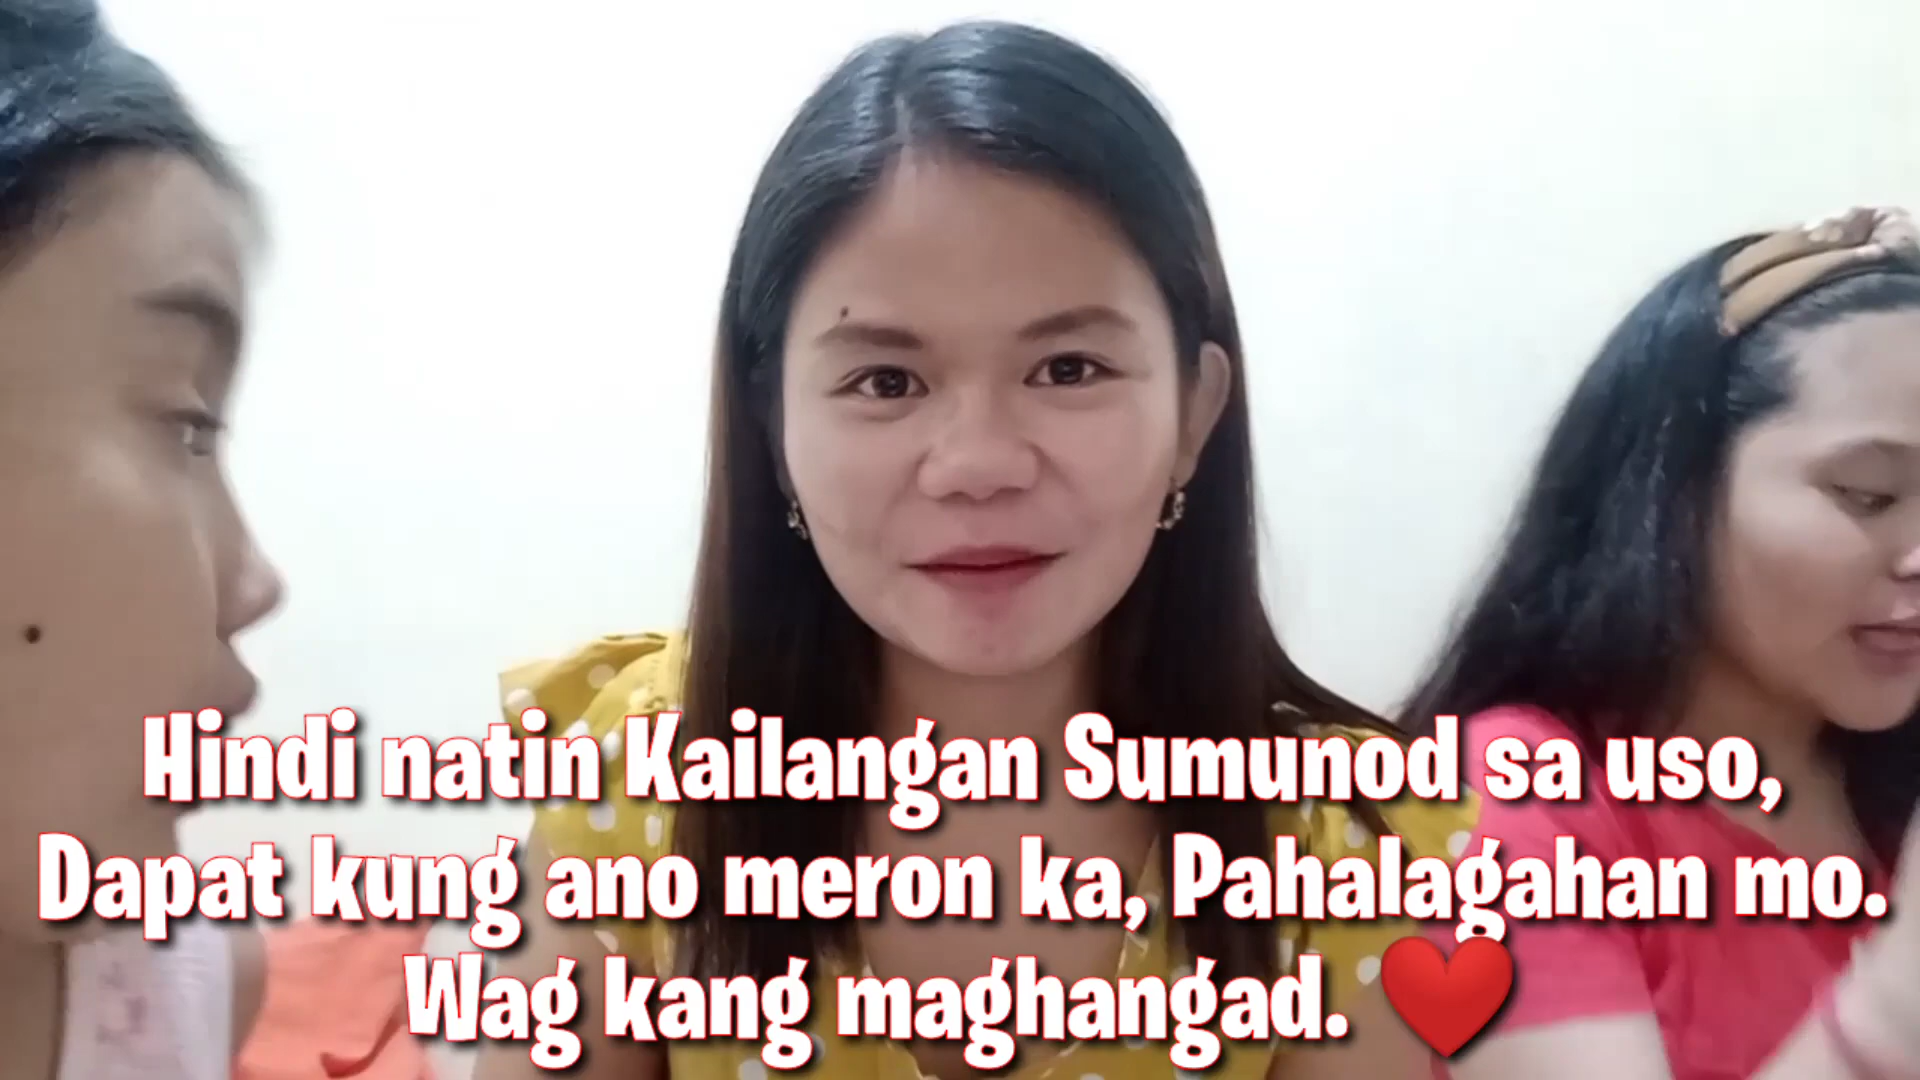 Hindi natin Kailangan Sumunod sa uso,
Dapat kung ano meron ka, Pahalagahan mo.
Wag kang maghangad. ❤️